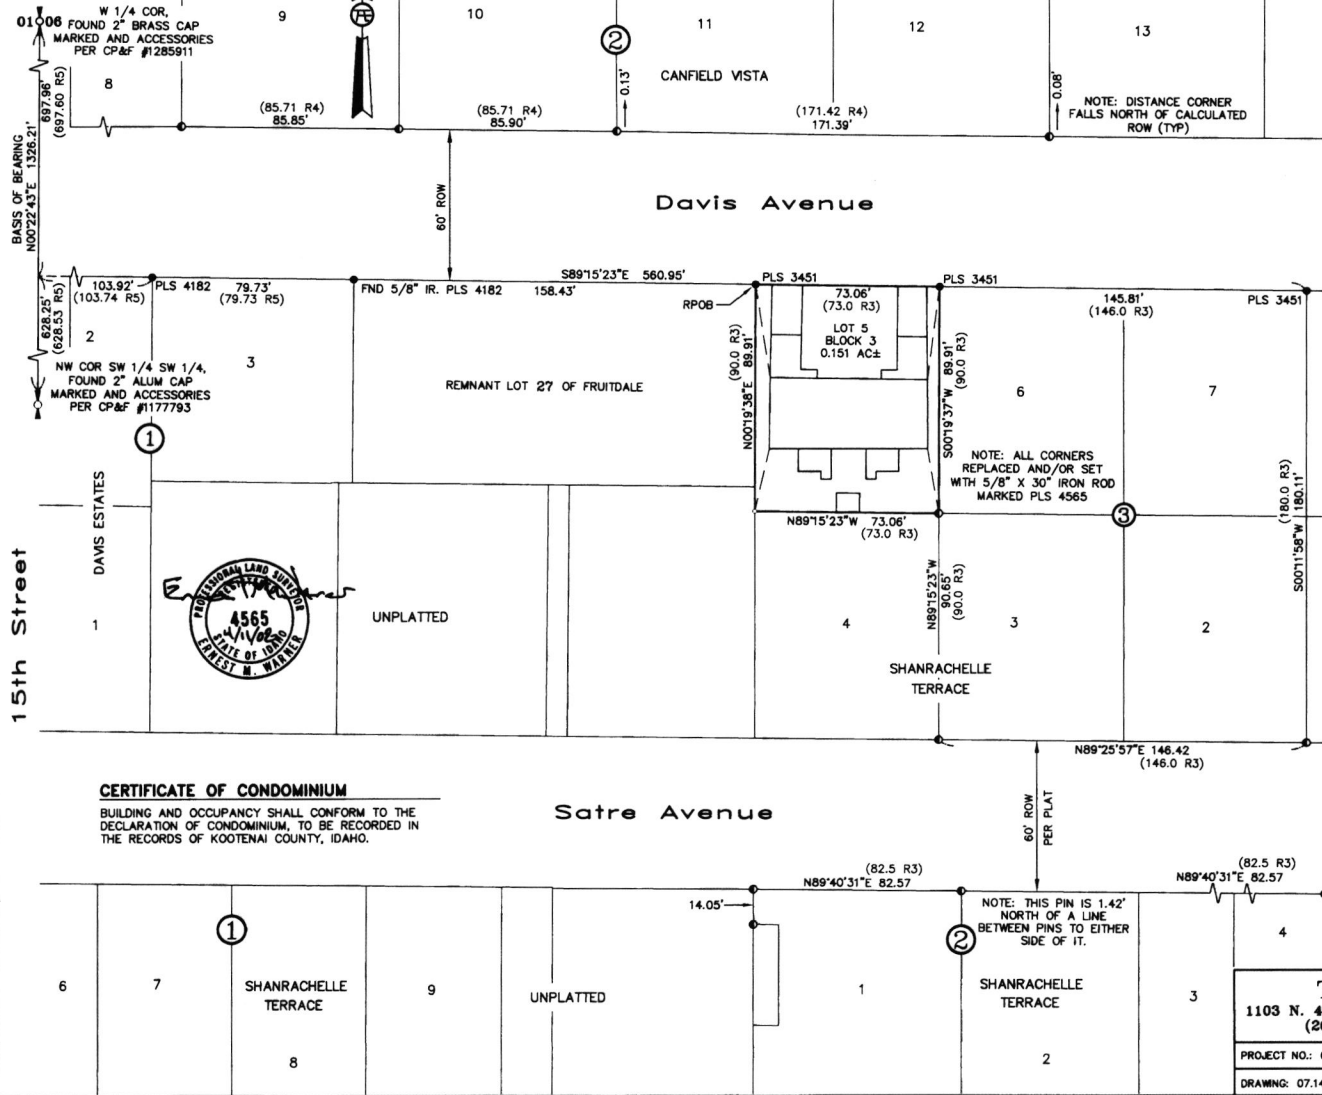 01 06
W 1/4 COR,
FOUND 2" BRASS CAP
MARKED AND ACCESSORIES
PER CP&F #1285911
8
9
10
2
11
12
13
CANFIELD VISTA
0.13'
0.08'
NOTE: DISTANCE CORNER
FALLS NORTH OF CALCULATED
ROW (TYP)
(85.71 R4)
85.85'
(85.71 R4)
85.90'
(171.42 R4)
171.39'
697.96'
(697.60 R5)
BASIS OF BEARING
N00°22'43"E 1326.21'
60' ROW
Davis Avenue
103.92'
(103.74 R5)
PLS 4182
79.73'
(79.73 R5)
FND 5/8" IR. PLS 4182
158.43'
S89°15'23"E 560.95'
PLS 3451
RPOB
73.06'
(73.0 R3)
PLS 3451
145.81'
(146.0 R3)
PLS 3451
628.25'
(628.53 R5)
2
3
NW COR SW 1/4 SW 1/4,
FOUND 2" ALUM CAP
MARKED AND ACCESSORIES
PER CP&F #1177793
1
REMNANT LOT 27 OF FRUITDALE
N00°19'38"E 89.91'
(90.0 R3)
LOT 5
BLOCK 3
0.151 AC±
S00°19'37"W 89.91'
(90.0 R3)
6
7
NOTE: ALL CORNERS
REPLACED AND/OR SET
WITH 5/8" X 30" IRON ROD
MARKED PLS 4565
3
S00°11'58"W 180.11'
(180.0 R3)
N89°15'23"W 73.06'
(73.0 R3)
15th Street
DAVIS ESTATES
1
PROFESSIONAL LAND SURVEYOR
4565
STATE OF IDAHO
ERNEST M. WARNER
UNPLATTED
4
N89°15'23"W
90.65'
(90.0 R3)
3
2
SHANRACHELLE
TERRACE
N89°25'57"E 146.42
(146.0 R3)
CERTIFICATE OF CONDOMINIUM
BUILDING AND OCCUPANCY SHALL CONFORM TO THE
DECLARATION OF CONDOMINIUM, TO BE RECORDED IN
THE RECORDS OF KOOTENAI COUNTY, IDAHO.
Satre Avenue
60' ROW
PER PLAT
(82.5 R3)
N89°40'31"E 82.57
(82.5 R3)
N89°40'31"E 82.57
14.05'
NOTE: THIS PIN IS 1.42'
NORTH OF A LINE
BETWEEN PINS TO EITHER
SIDE OF IT.
1
2
4
6
7
SHANRACHELLE
TERRACE
8
9
UNPLATTED
1
SHANRACHELLE
TERRACE
2
3
1103 N. 4
(20
PROJECT NO.:
DRAWING: 07.14